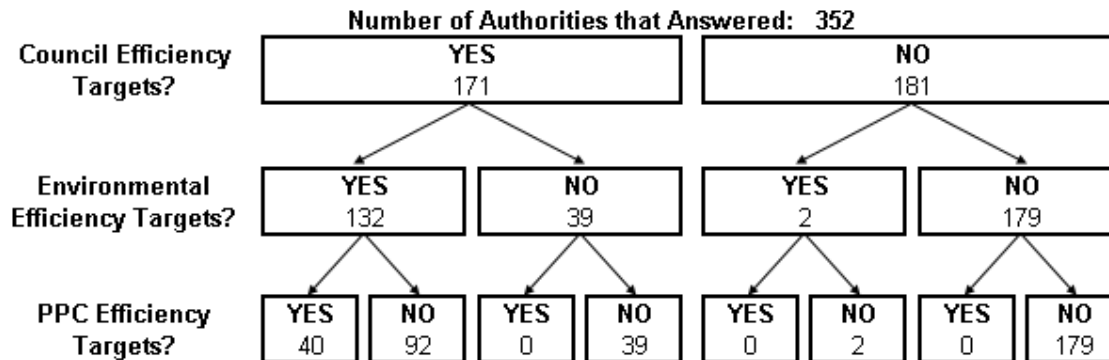 Number of Authorities that Answered: 352
Council Efficiency
Targets?
YES
171
NO
181
Environmental
Efficiency Targets?
YES
132
NO
39
YES
2
NO
179
PPC Efficiency
Targets?
YES
40
NO
92
YES
0
NO
39
YES
0
NO
2
YES
0
NO
179